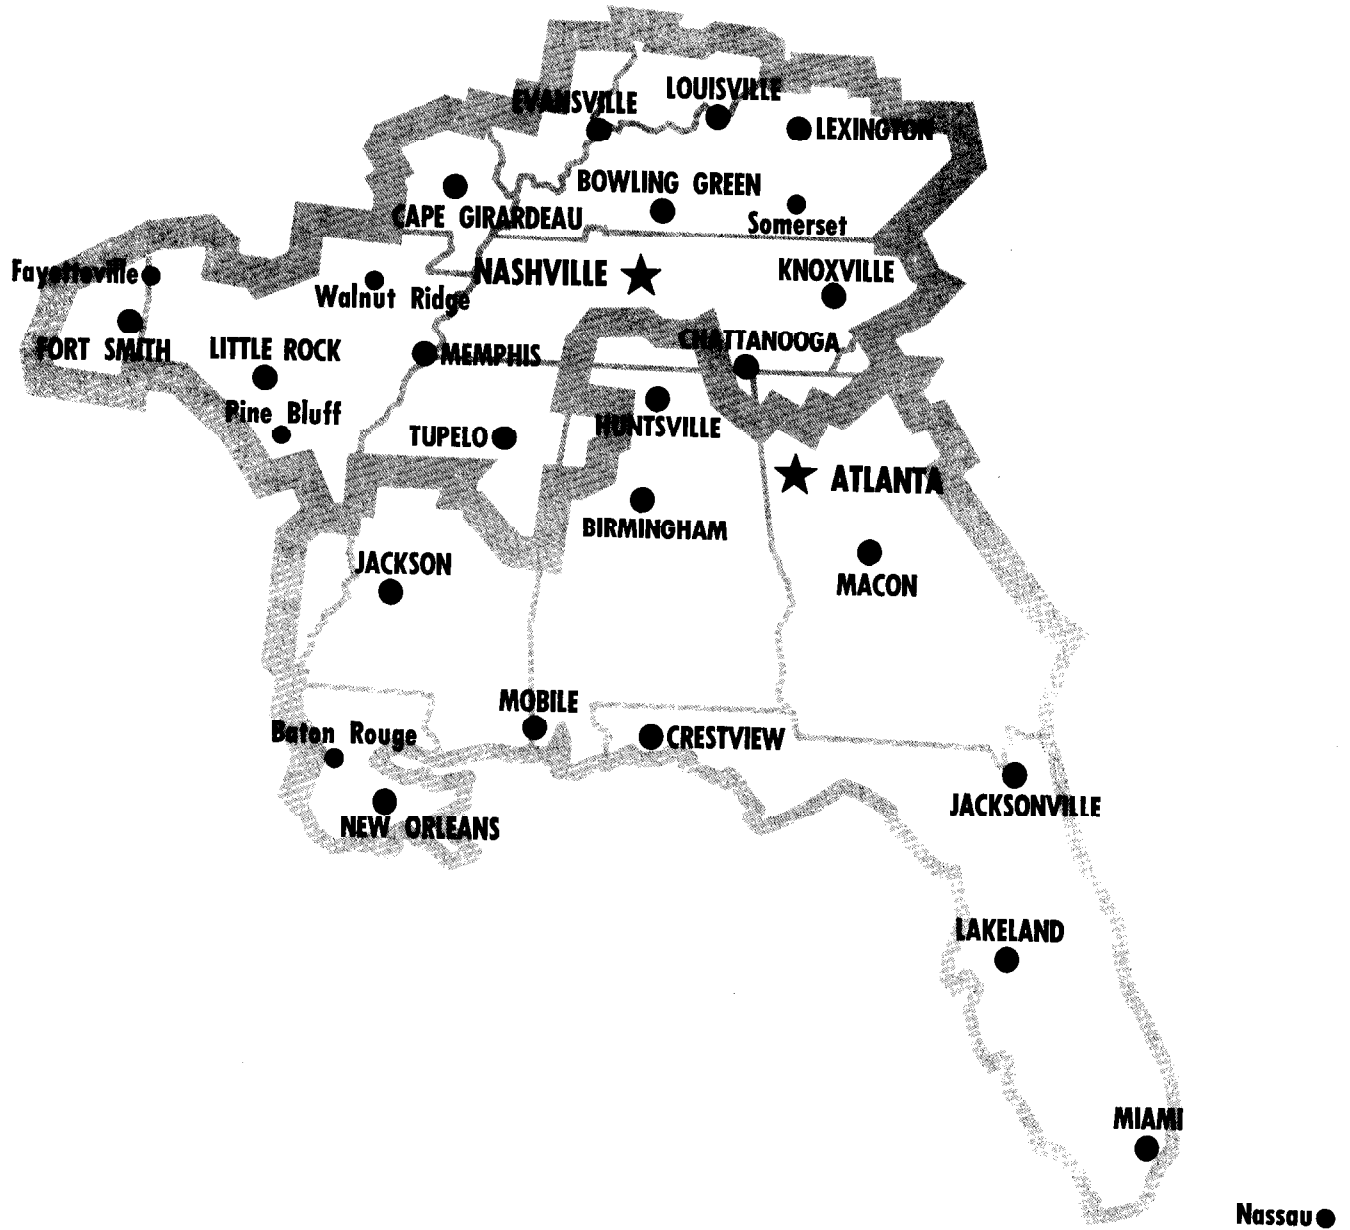 LOUISVILLE
EVANSVILLE
LEXINGTON
BOWLING GREEN
CAPE GIRARDEAU
Somerset
Fayetteville
NASHVILLE
KNOXVILLE
Walnut Ridge
CHATTANOOGA
FORT SMITH
LITTLE ROCK
MEMPHIS
Pine Bluff
HUNTSVILLE
TUPELO
ATLANTA
BIRMINGHAM
JACKSON
MACON
MOBILE
Baton Rouge
CRESTVIEW
JACKSONVILLE
NEW ORLEANS
LAKELAND
MIAMI
Nassau